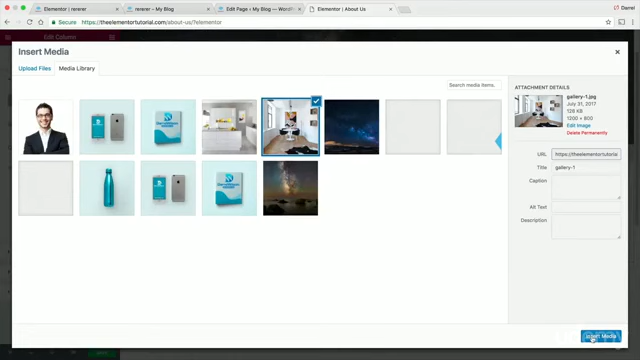 Elementor | rererer
rererer – My Blog
Edit Page ‹ My Blog — WordP
Elementor | About Us
Darrel
Secure
https://theelementortutorial.com/about-us/?elementor
Edit Column
Insert Media
Upload Files
Media Library
Search media items..
ATTACHMENT DETAILS
gallery-1.jpg
July 31, 2017
128 KB
1200 × 800
Edit Image
Delete Permanently
URL
https://theelementortutorial
Title
gallery-1
Caption
Alt Text
Description
Insert Media